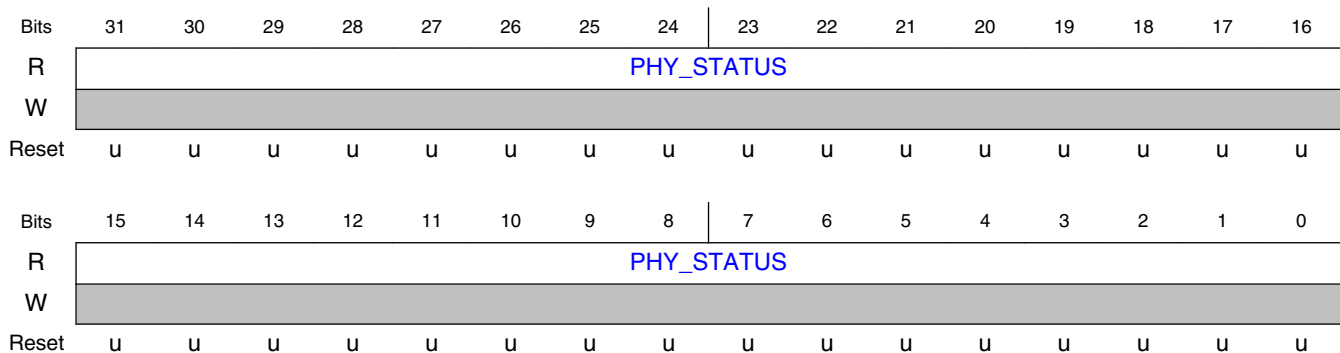 Bits 31 30 29 28 27 26 25 24 23 22 21 20 19 18 17 16
R PHY_STATUS
W
Reset u u u u u u u u u u u u u u u u
Bits 15 14 13 12 11 10 9 8 7 6 5 4 3 2 1 0
R PHY_STATUS
W
Reset u u u u u u u u u u u u u u u u